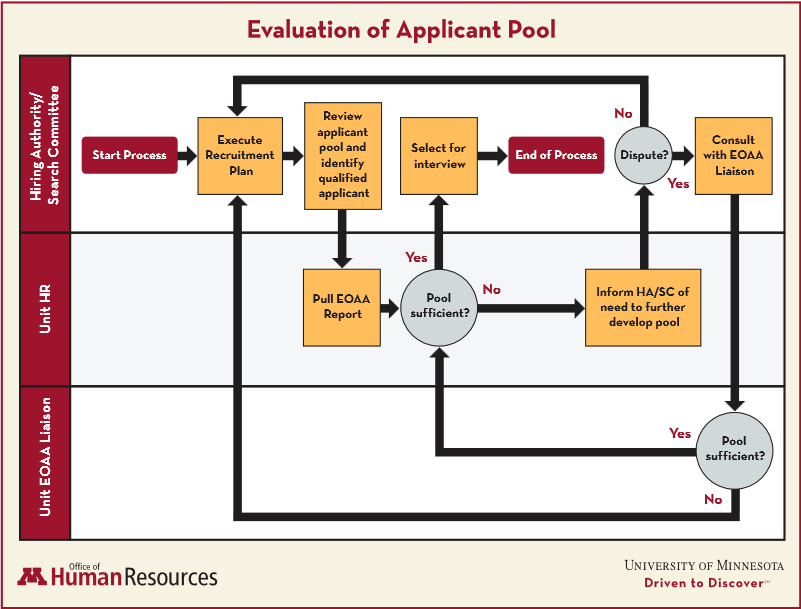 Evaluation of Applicant Pool
Hiring Authority/
Search Committee
Start Process
Execute
Recruitment
Plan
Review
applicant
pool and
identify
qualified
applicant
Select for
interview
End of Process
No
Dispute?
Yes
Consult
with EOAA
Liaison
Unit HR
Pull EOAA
Report
Yes
Pool
sufficient?
No
Inform HA/SC of
need to further
develop pool
Unit EOAA Liaison
Yes
Pool
sufficient?
No
Office of
Human Resources
University of Minnesota
Driven to Discover℠